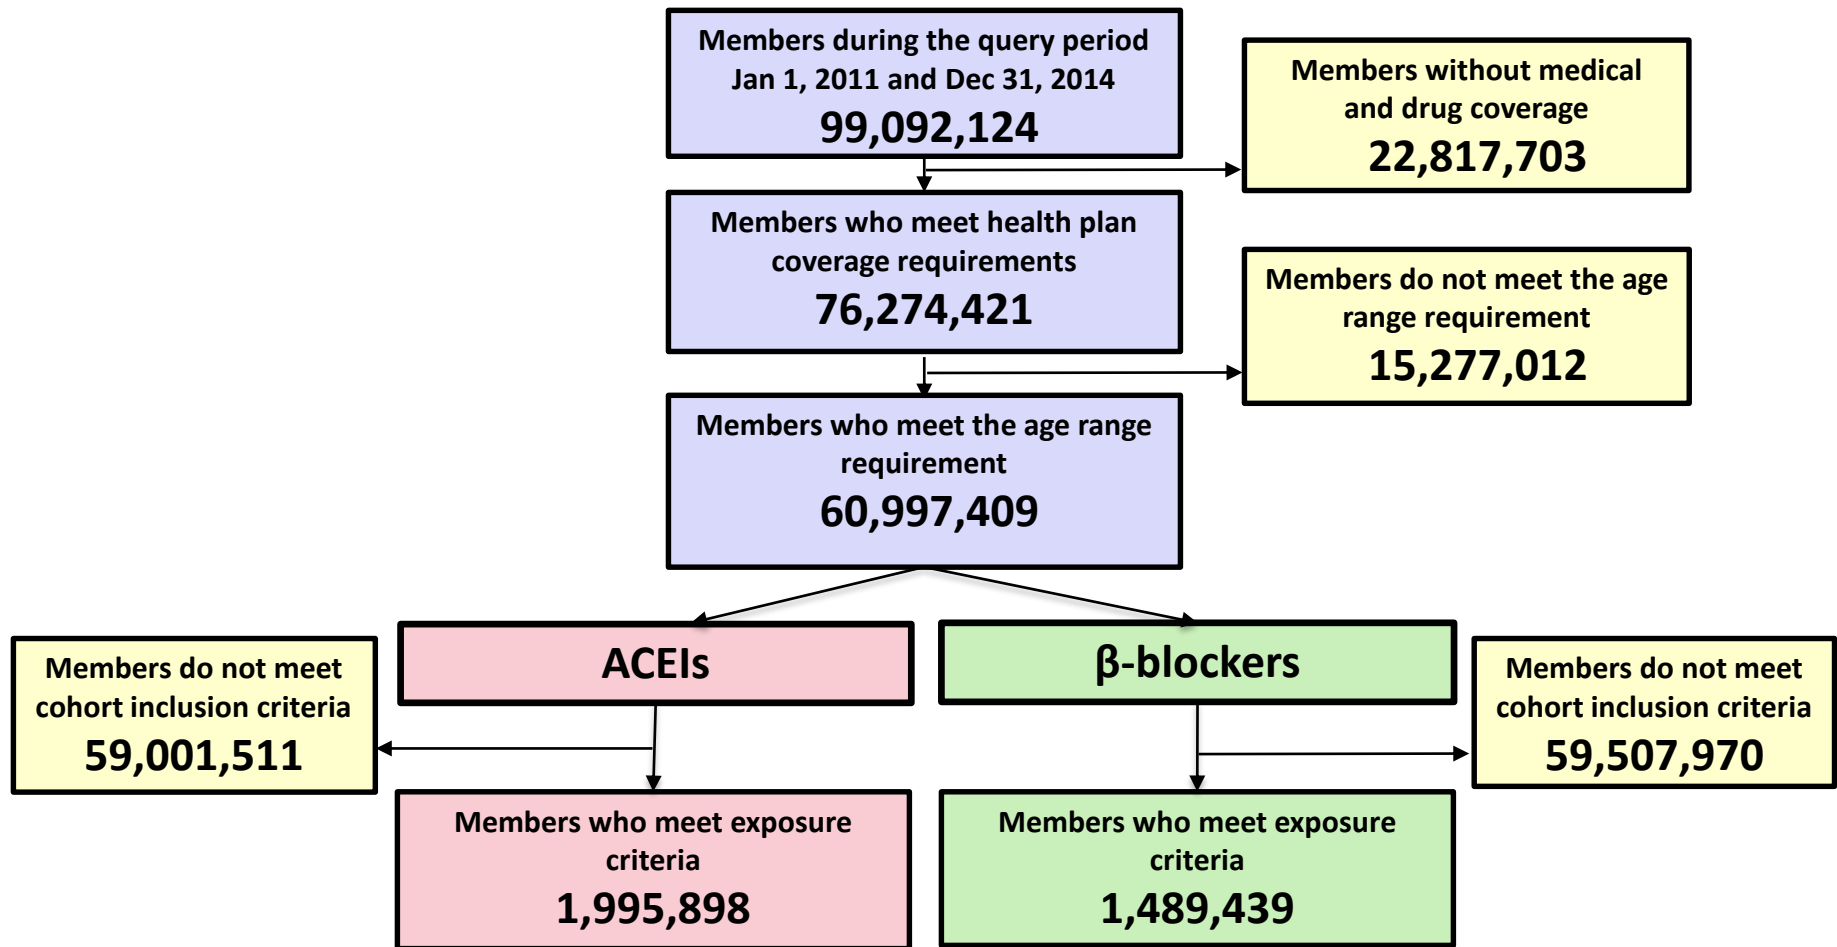 Members during the query period
Jan 1, 2011 and Dec 31, 2014
99,092,124
Members without medical
and drug coverage
22,817,703
Members who meet health plan
coverage requirements
76,274,421
Members do not meet the age
range requirement
15,277,012
Members who meet the age range
requirement
60,997,409
ACEIs
β-blockers
Members do not meet
cohort inclusion criteria
59,001,511
Members do not meet
cohort inclusion criteria
59,507,970
Members who meet exposure
criteria
1,995,898
Members who meet exposure
criteria
1,489,439